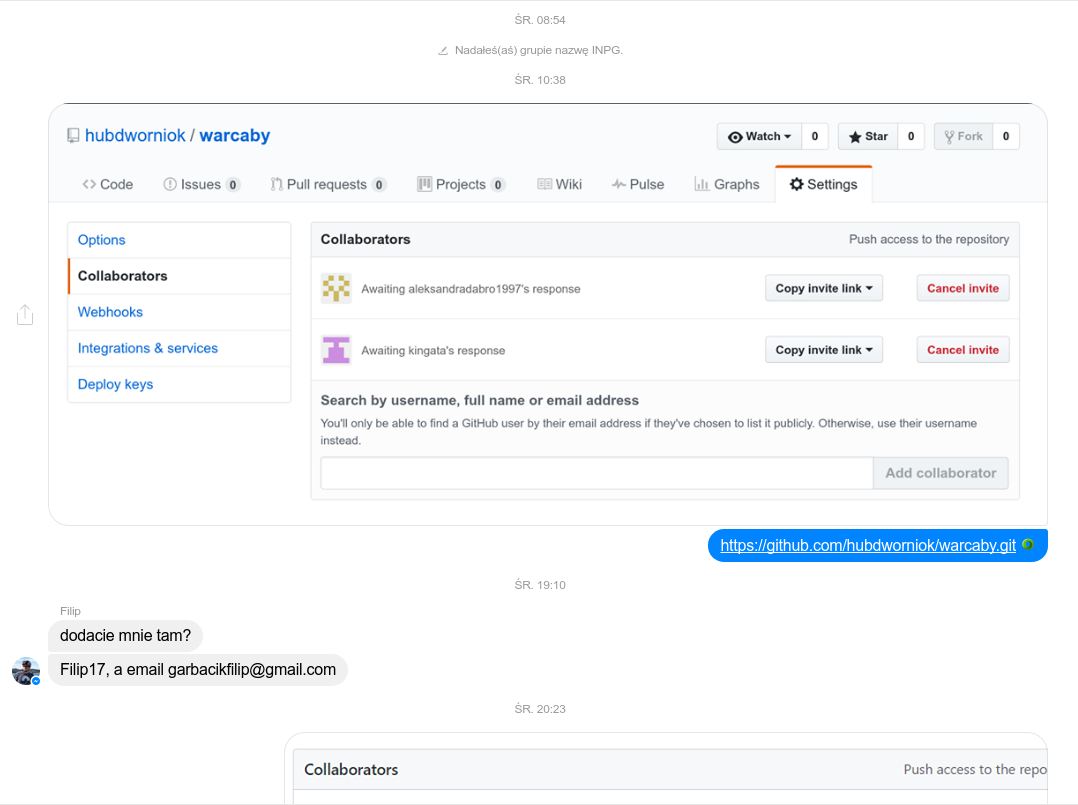 ŚR. 08:54
Nadałeś(aś) grupie nazwę INPG.
ŚR. 10:38
hubdworniok / warcaby
Watch 0 Star 0 Fork 0
Code Issues 0 Pull requests 0 Projects 0 Wiki Pulse Graphs Settings
Options
Collaborators
Webhooks
Integrations & services
Deploy keys
Collaborators Push access to the repository
Awaiting aleksandradabro1997's response Copy invite link Cancel invite
Awaiting kingata's response Copy invite link Cancel invite
Search by username, full name or email address
You'll only be able to find a GitHub user by their email address if they've chosen to list it publicly. Otherwise, use their username
instead.
Add collaborator
https://github.com/hubdworniok/warcaby.git
ŚR. 19:10
Filip
dodacie mnie tam?
Filip17, a email garbacikfilip@gmail.com
ŚR. 20:23
Collaborators Push access to the repo